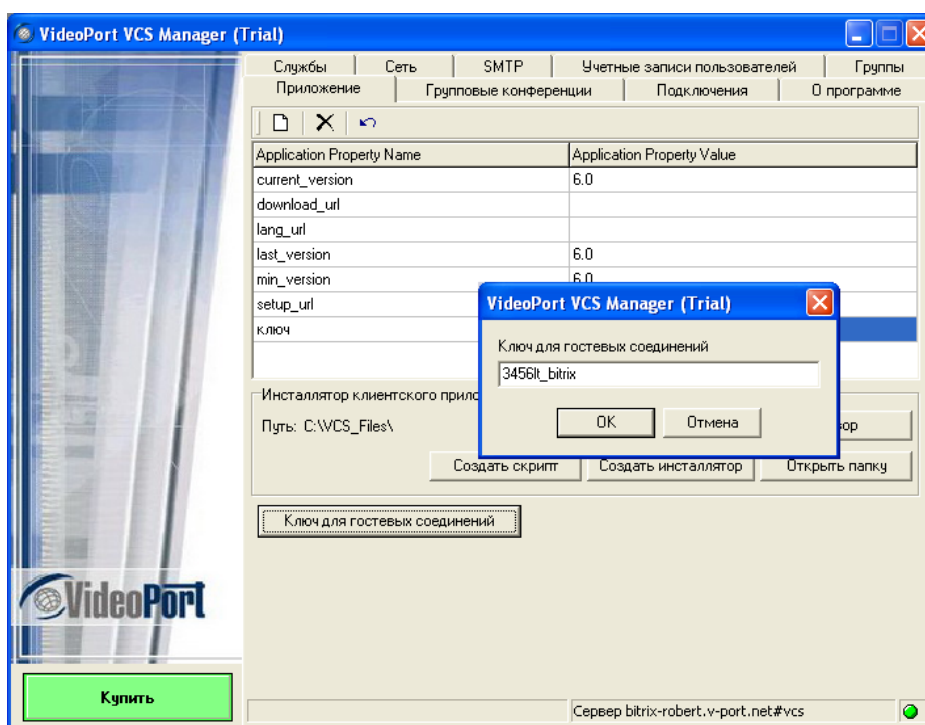 VideoPort VCS Manager (Trial)
Службы Сеть SMTP Учетные записи пользователей Группы
Приложение Групповые конференции Подключения О программе
Application Property Name Application Property Value
current_version 6.0
download_url
lang_url
last_version 6.0
min_version 6.0
setup_url
ключ
VideoPort VCS Manager (Trial)
Ключ для гостевых соединений
3456lt_bitrix
OK Отмена
Инсталлятор клиентского прило
Путь: C:\VCS_Files\
зор
Создать скрипт Создать инсталлятор Открыть папку
Ключ для гостевых соединений
VideoPort
Купить
Сервер bitrix-robert.v-port.net#vcs